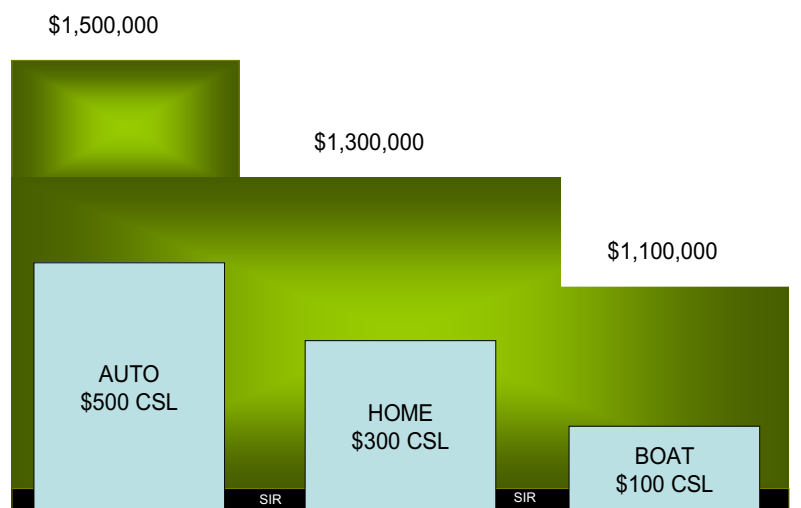 $1,500,000
$1,300,000
$1,100,000
AUTO
$500 CSL
HOME
$300 CSL
BOAT
$100 CSL
SIR
SIR